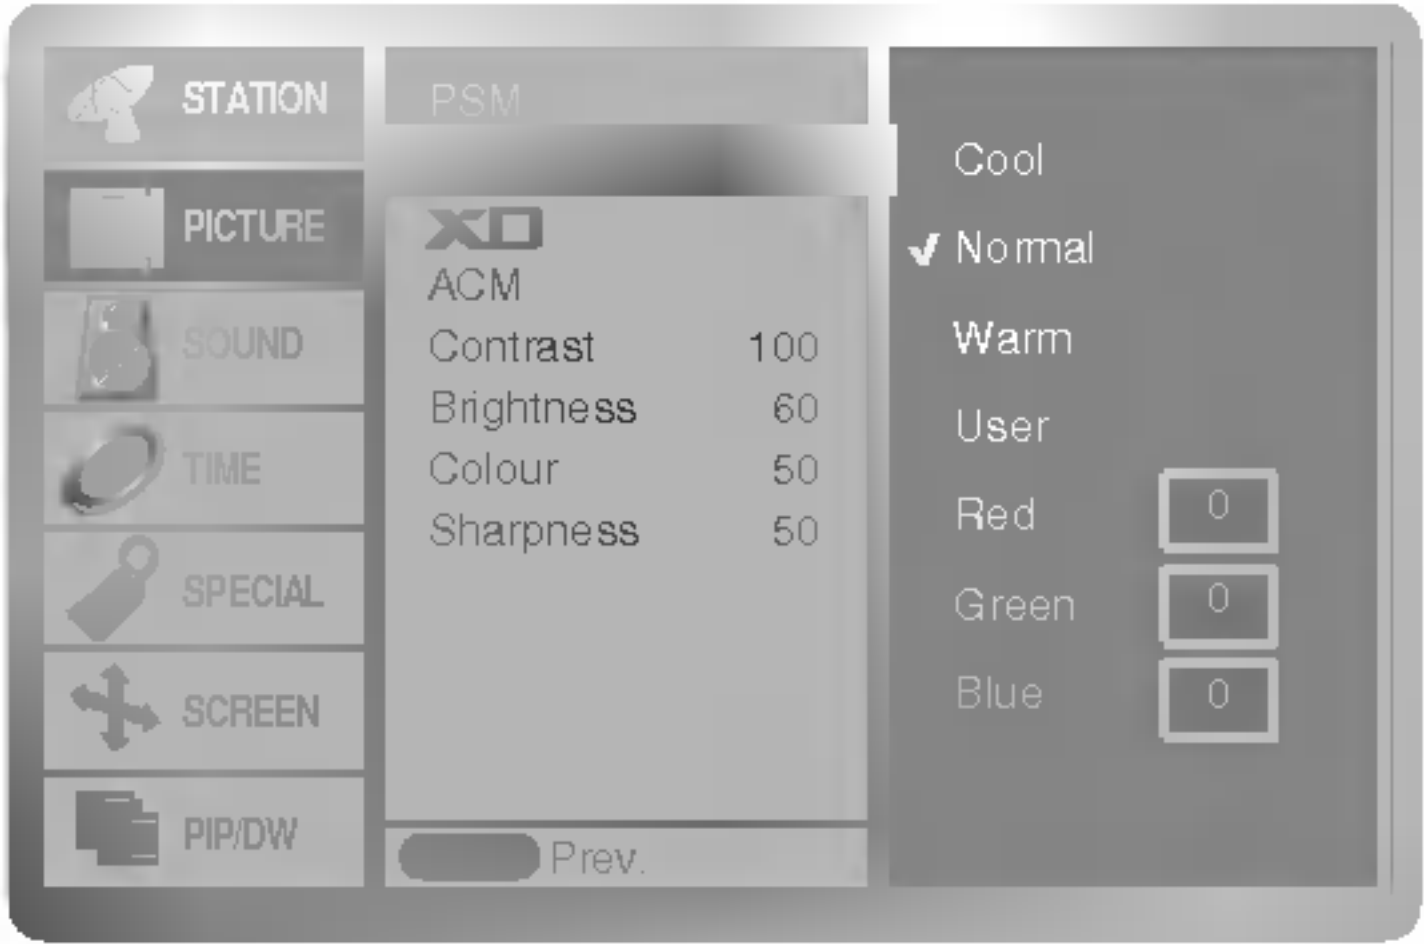 STATION
PICTURE
SOUND
TIME
SPECIAL
SCREEN
PIP/DW
PSM
XD
ACM
Contrast 100
Brightness 60
Colour 50
Sharpness 50
Prev.
Cool
Normal
Warm
User
Red 0
Green 0
Blue 0